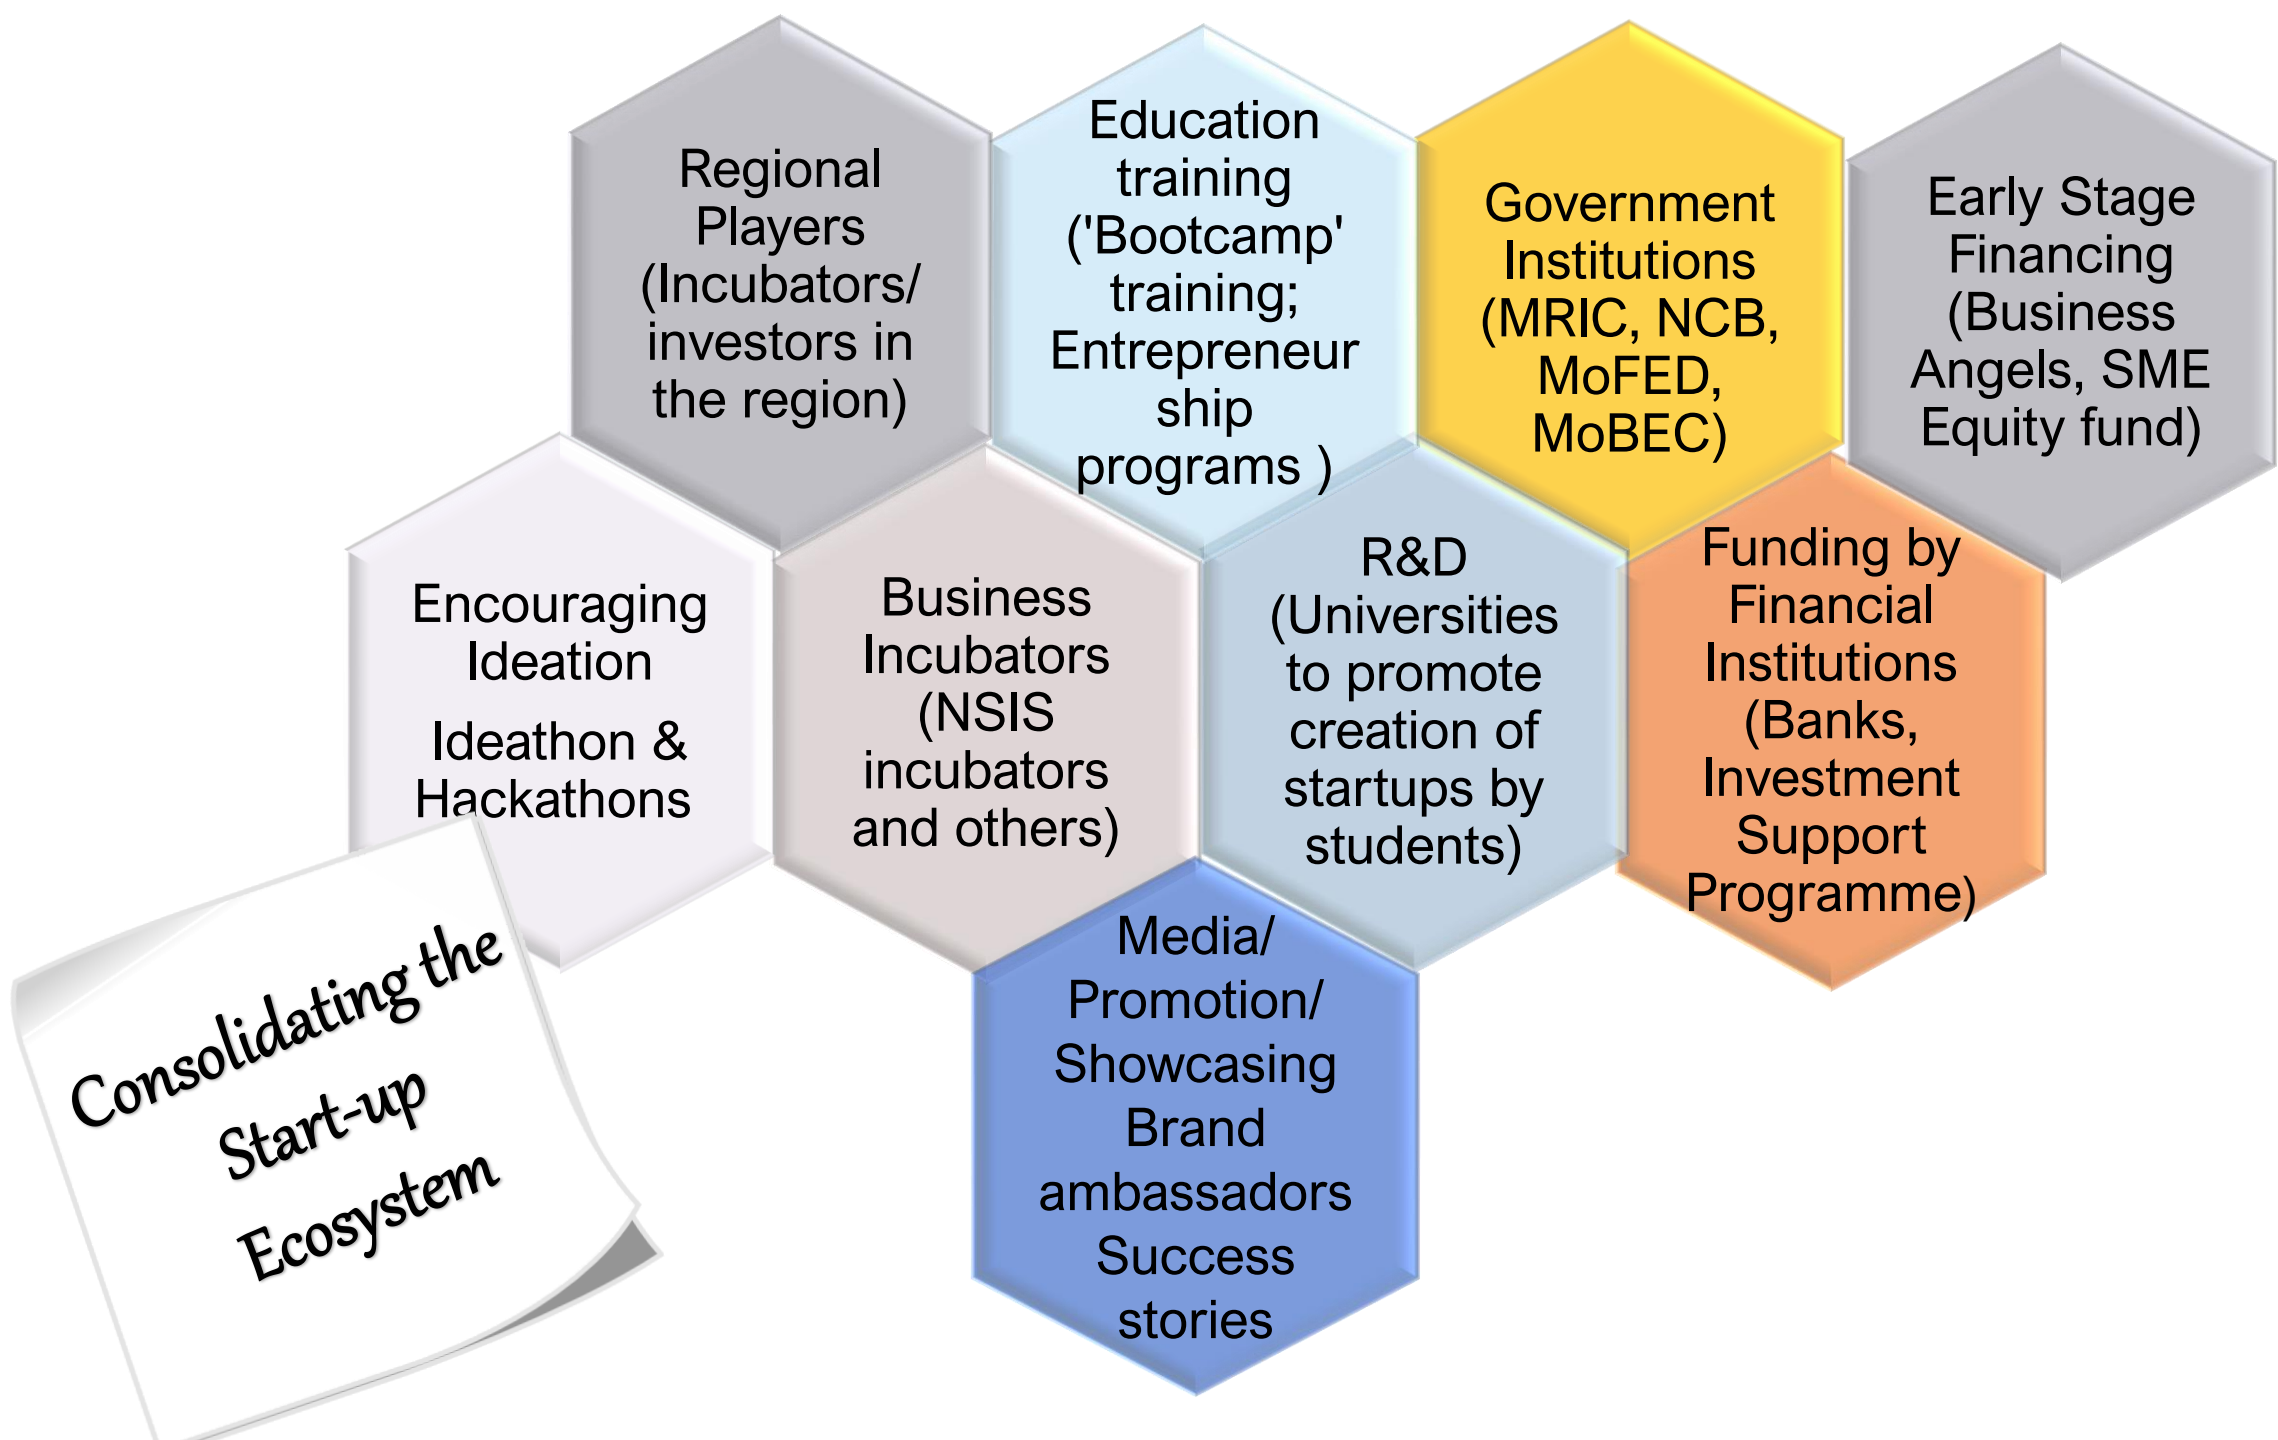 Regional
Players
(Incubators/
investors in
the region)
Education
training
('Bootcamp'
training;
Entrepreneur
ship
programs )
Government
Institutions
(MRIC, NCB,
MoFED,
MoBEC)
Early Stage
Financing
(Business
Angels, SME
Equity fund)
Encouraging
Ideation
Ideathon &
Hackathons
Business
Incubators
(NSIS
incubators
and others)
R&D
(Universities
to promote
creation of
startups by
students)
Funding by
Financial
Institutions
(Banks,
Investment
Support
Programme)
Media/
Promotion/
Showcasing
Brand
ambassadors
Success
stories
Consolidating the
Start-up
Ecosystem